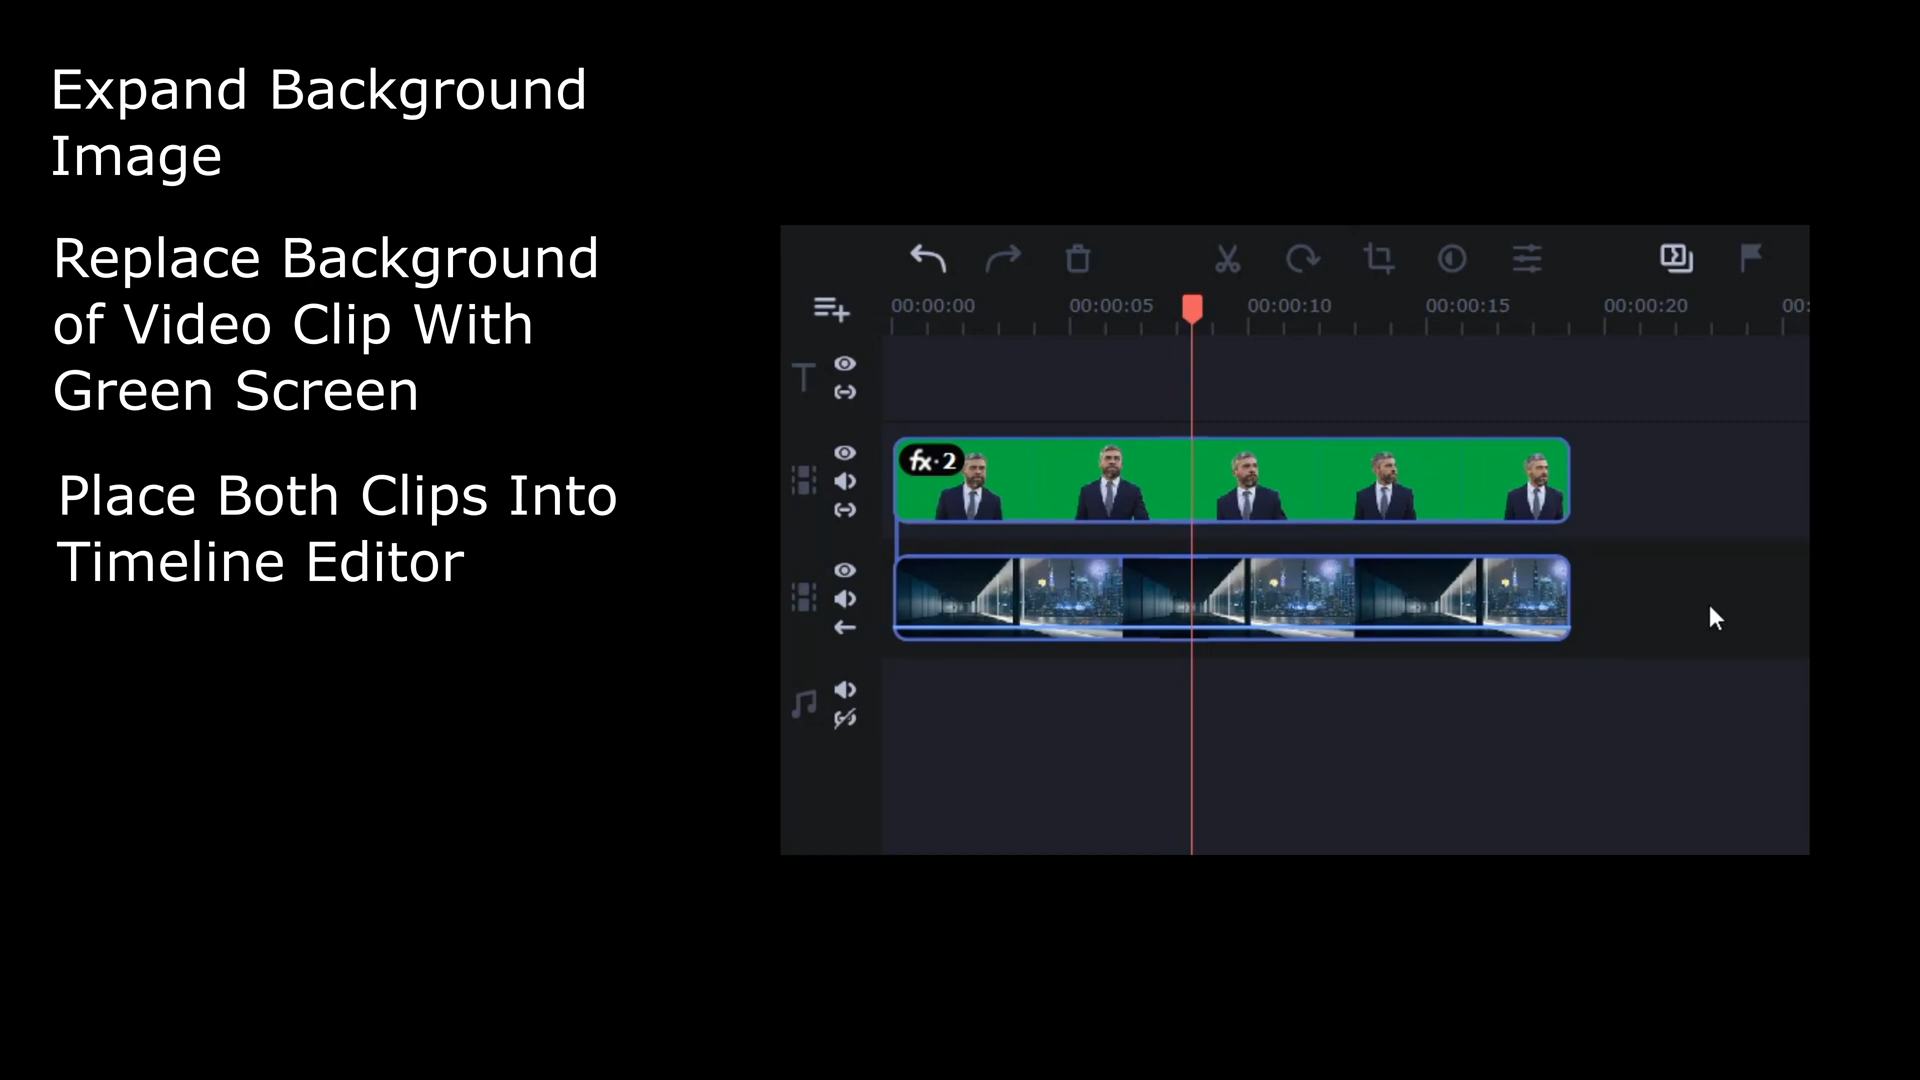 Expand Background
Image
Replace Background
of Video Clip With
Green Screen
Place Both Clips Into
Timeline Editor
00:00:00 00:00:05 00:00:10 00:00:15 00:00:20 00:
T
fx·2